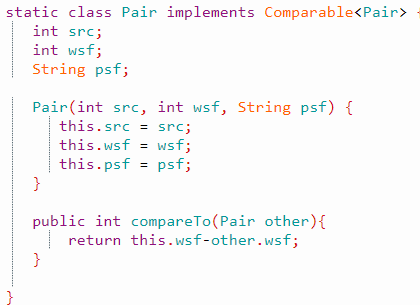 static class Pair implements Comparable<Pair> {
int src;
int wsf;
String psf;
Pair(int src, int wsf, String psf) {
this.src = src;
this.wsf = wsf;
this.psf = psf;
}
public int compareTo(Pair other){
return this.wsf-other.wsf;
}
}